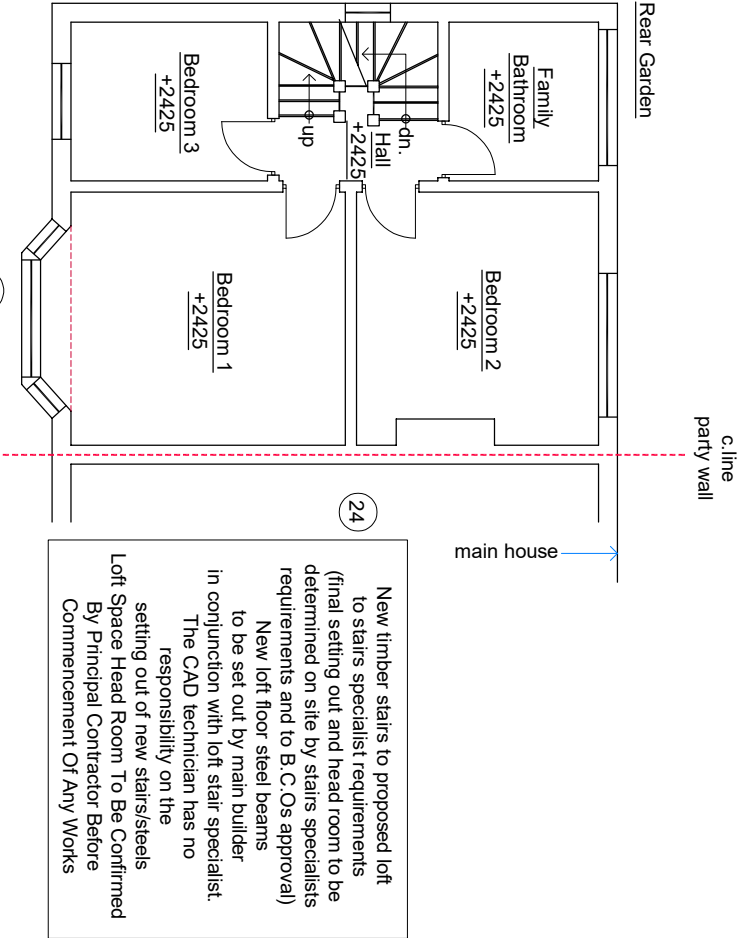 Rear Garden
c.line
party wall
main house
Family
Bathroom
+2425
Bedroom 3
+2425
up
dn.
Hall
+2425
Bedroom 2
+2425
Bedroom 1
+2425
24
New timber stairs to proposed loft
to stairs specialist requirements
(final setting out and head room to be
determined on site by stairs specialists
requirements and to B.C.Os approval)
New loft floor steel beams
to be set out by main builder
in conjunction with loft stair specialist.
The CAD technician has no
responsibility on the
setting out of new stairs/steels
Loft Space Head Room To Be Confirmed
By Principal Contractor Before
Commencement Of Any Works